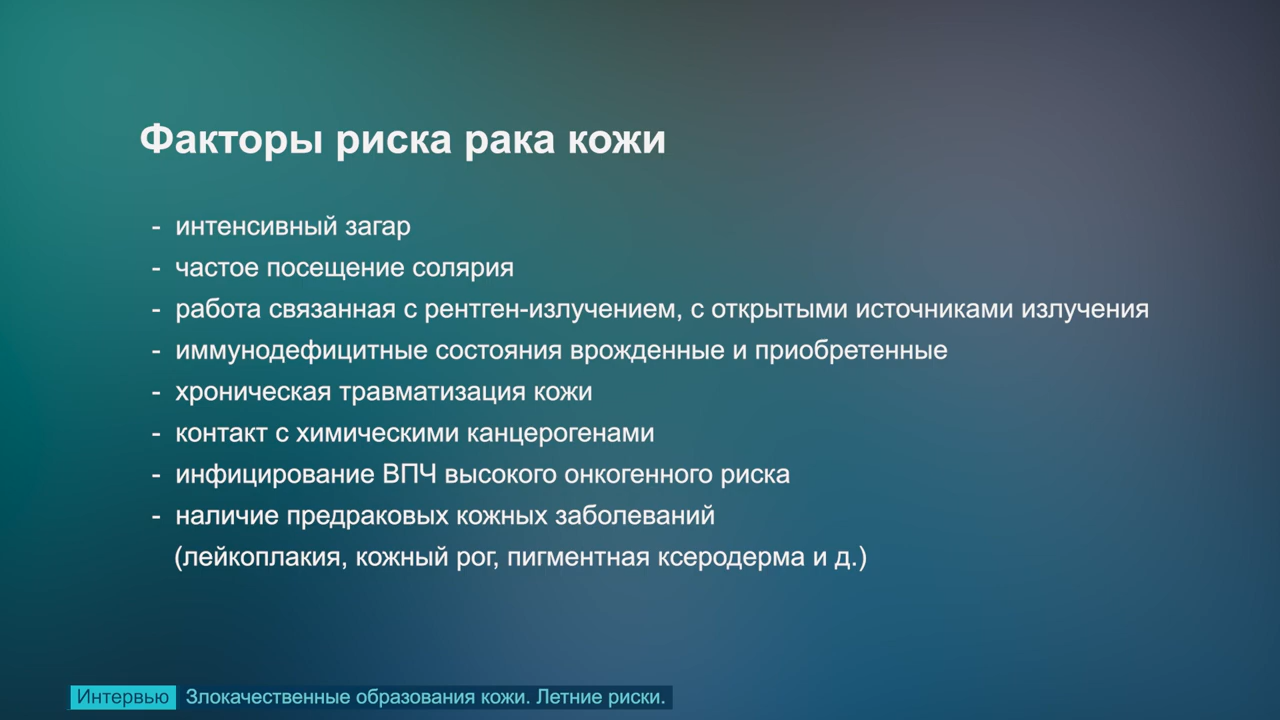 Факторы риска рака кожи
- интенсивный загар
- частое посещение солярия
- работа связанная с рентген-излучением, с открытыми источниками излучения
- иммунодефицитные состояния врожденные и приобретенные
- хроническая травматизация кожи
- контакт с химическими канцерогенами
- инфицирование ВПЧ высокого онкогенного риска
- наличие предраковых кожных заболеваний
(лейкоплакия, кожный рог, пигментная ксеродерма и д.)
Интервью Злокачественные образования кожи. Летние риски.